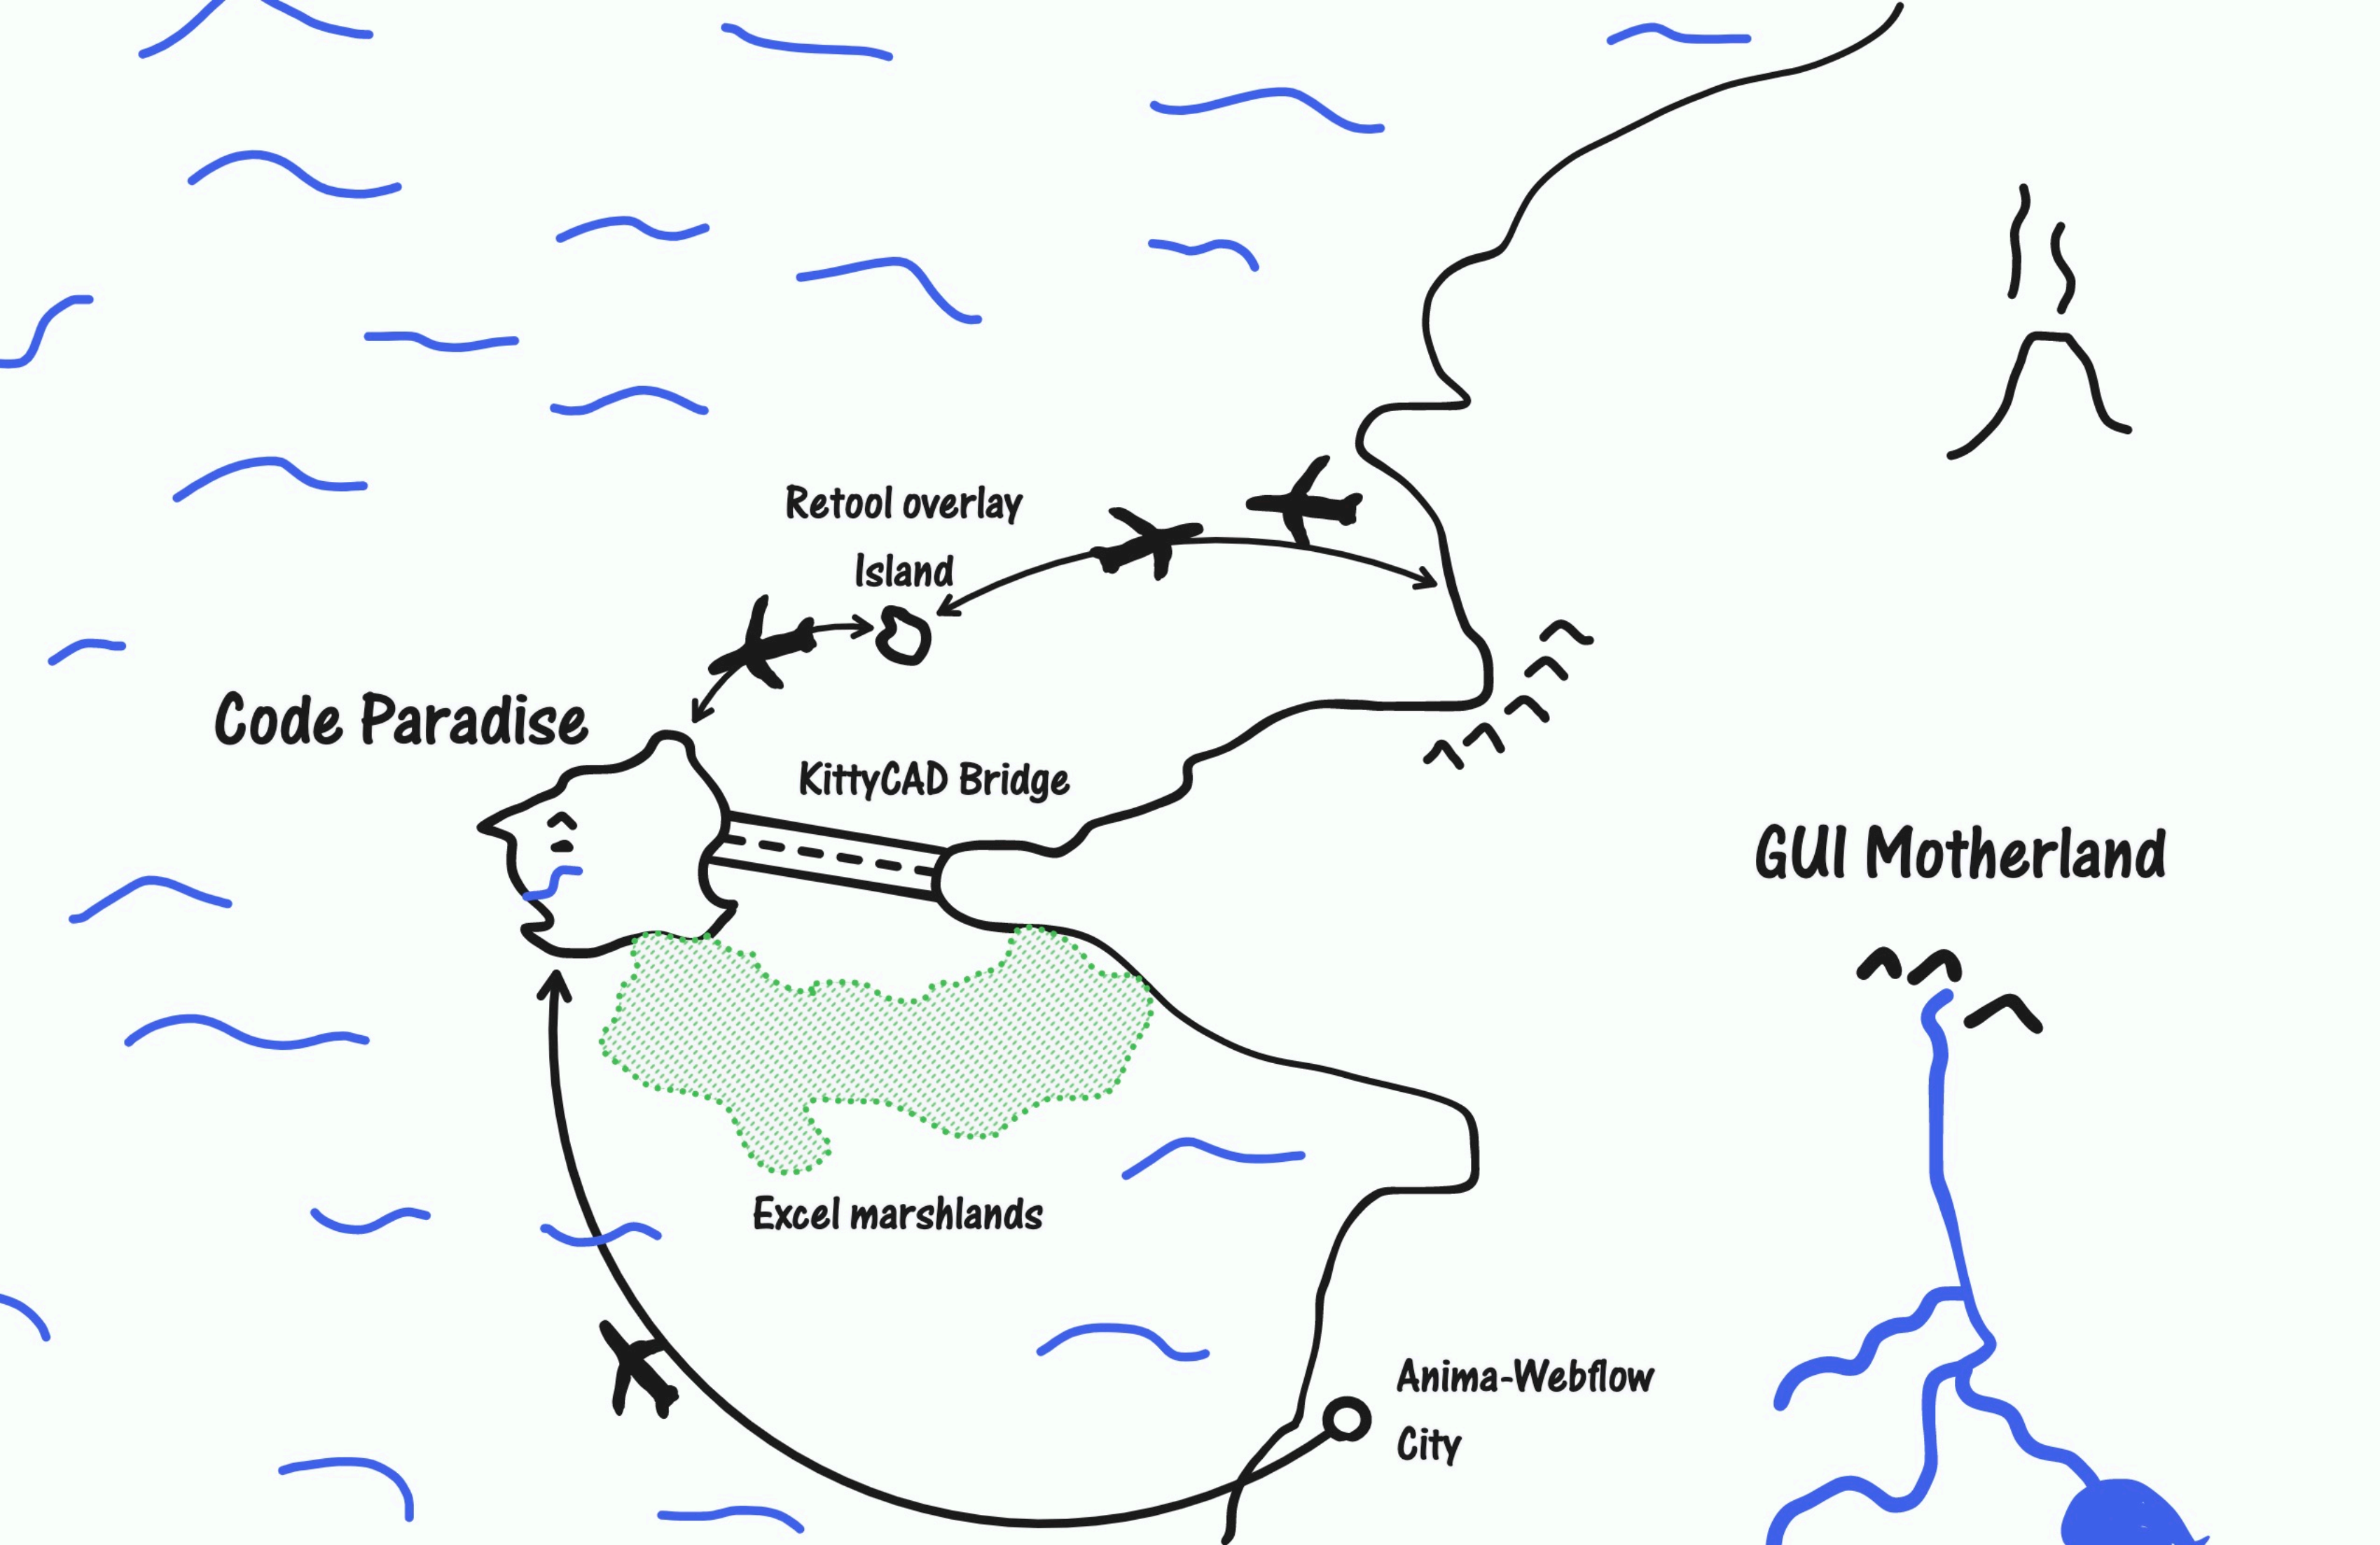 Retool overlay
Island
Code Paradise
KittyCAD Bridge
GUI Motherland
Excel marshlands
Anima-Webflow
City